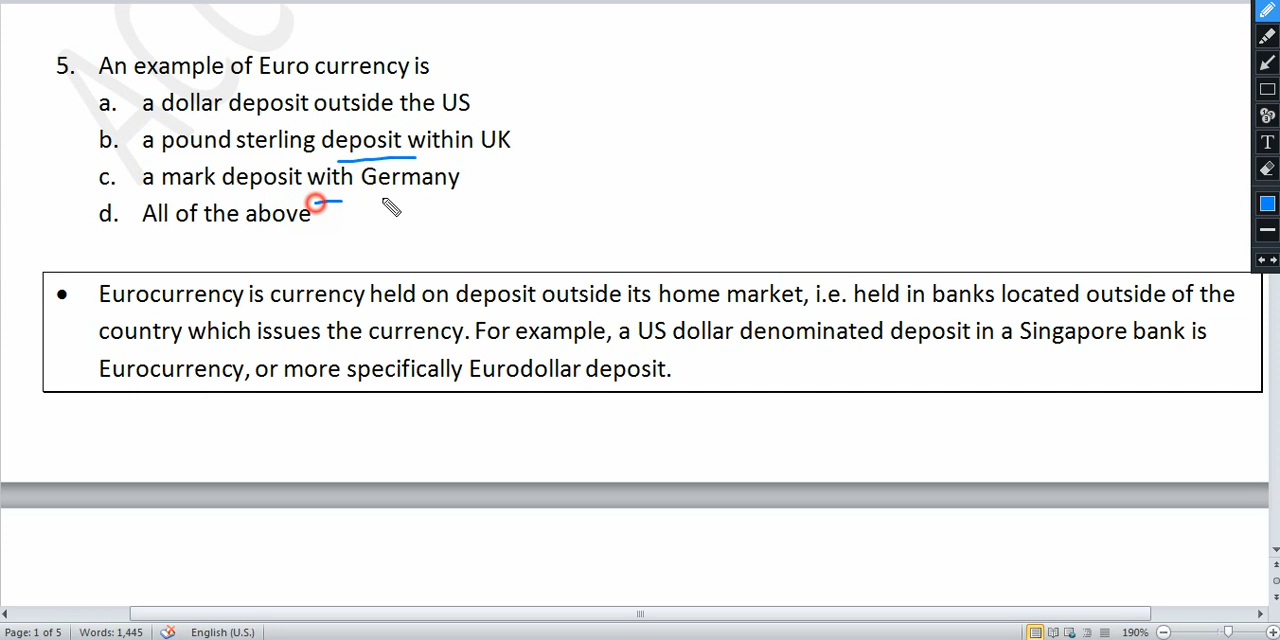 5. An example of Euro currency is
a. a dollar deposit outside the US
b. a pound sterling deposit within UK
c. a mark deposit with Germany
d. All of the above
• Eurocurrency is currency held on deposit outside its home market, i.e. held in banks located outside of the
country which issues the currency. For example, a US dollar denominated deposit in a Singapore bank is
Eurocurrency, or more specifically Eurodollar deposit.
Page: 1 of 5 Words: 1,445 English (U.S.) 190%